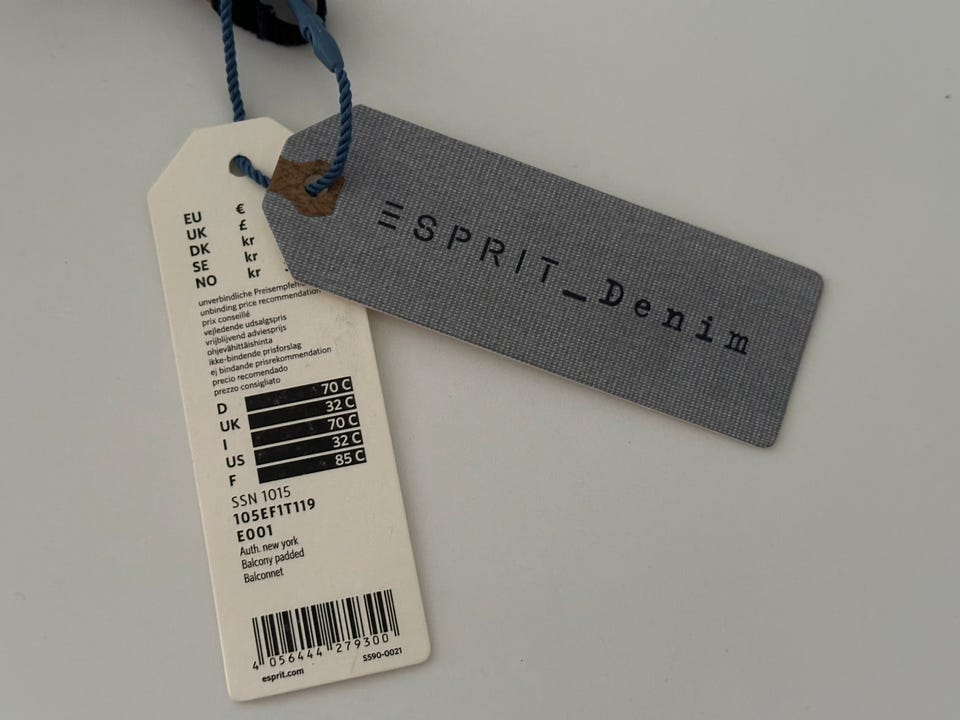 EU €
UK £
DK kr
SE kr
NO kr
unverbindliche
unbinding price recommendation
prix conseillé
vejledende udsalgspris
vrijblijvend adviesprijs
ohjevähittäishinta
ikke-bindende prisforslag
ej bindande prisrekommendation
precio recomendado
prezzo consigliato
D 70 C
UK 32 C
I 70 C
US 32 C
F 85 C
SSN 1015
105EF1T119
E001
Auth. new york
Balcony padded
Balconnet
4 056444 279300
esprit.com 5590-0021
ESPRIT_Denim